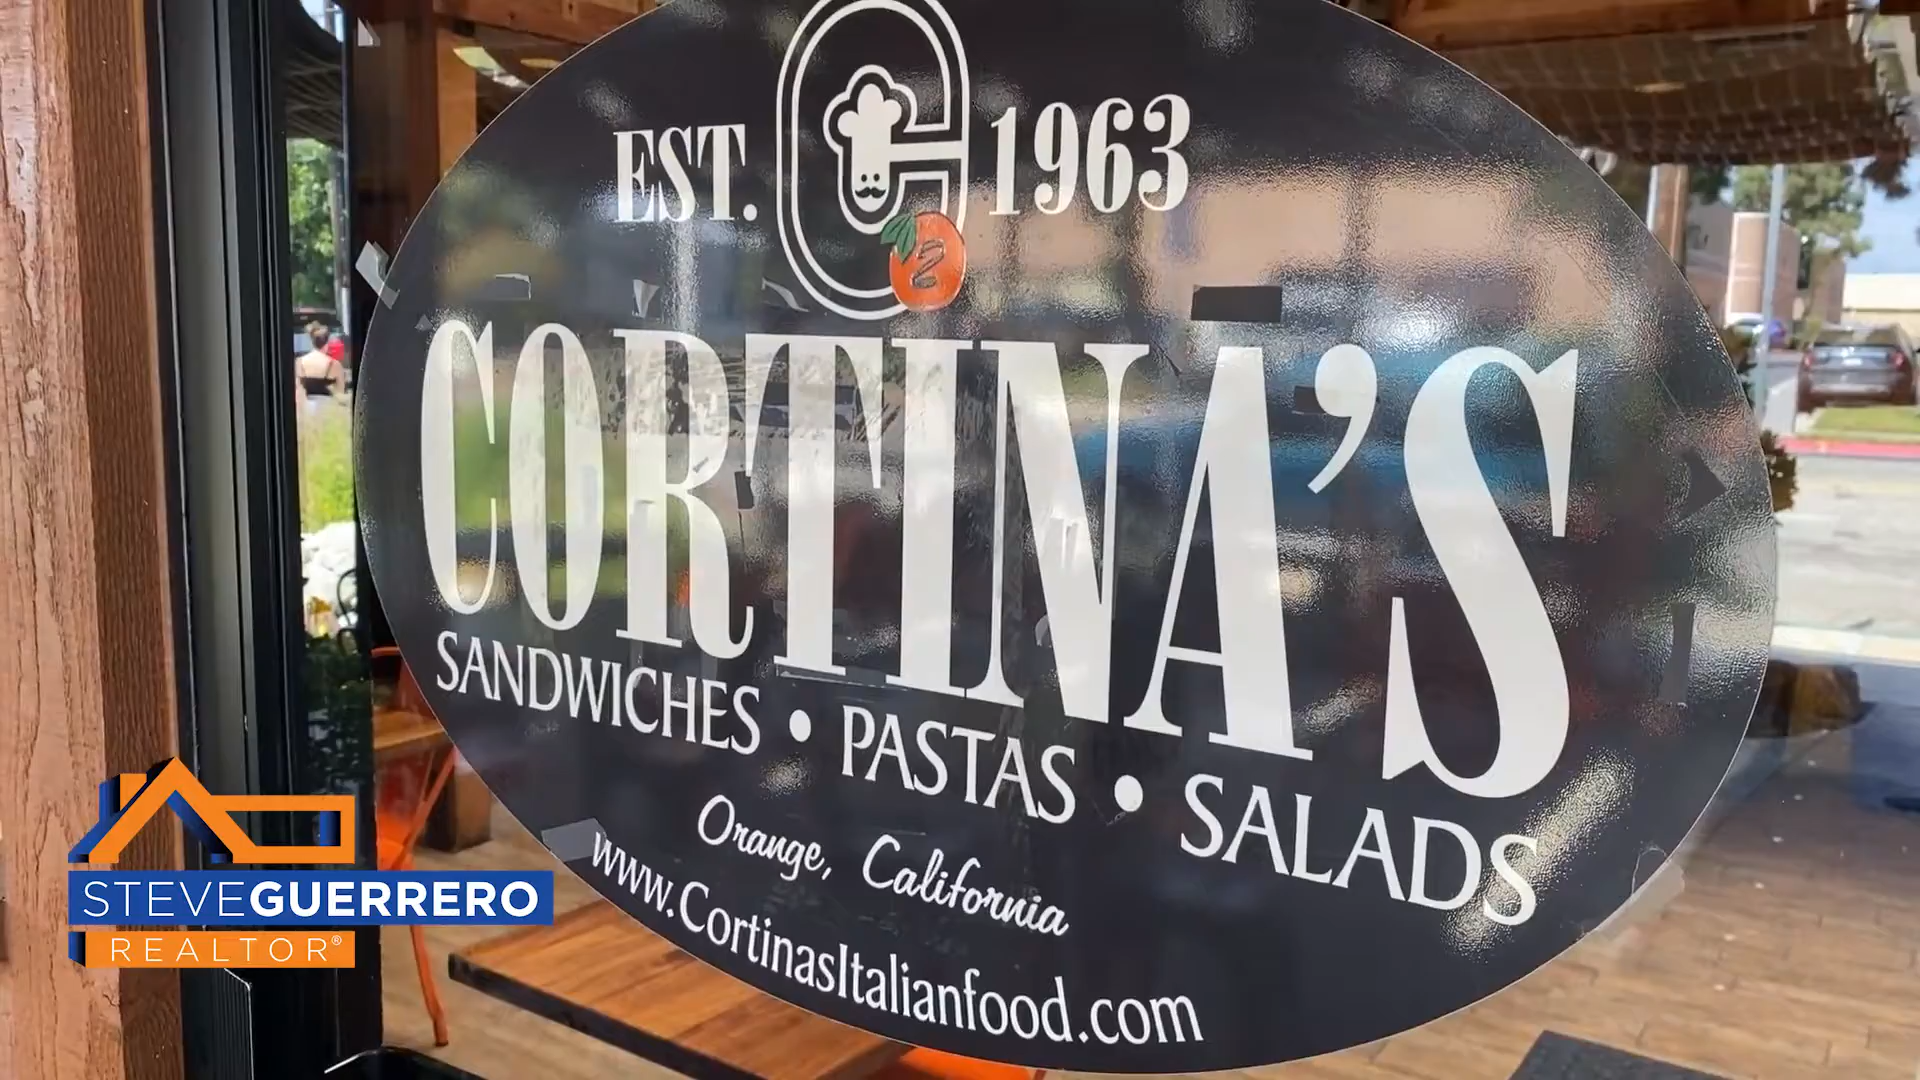 EST. 1963
2
CORTINA'S
SANDWICHES • PASTAS • SALADS
Orange, California
www.CortinasItalianfood.com
STEVEGUERRERO
REALTOR®